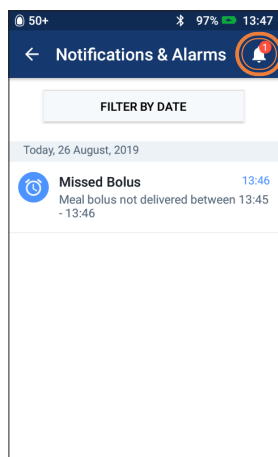 50+ 97% 13:47
Notifications & Alarms 1
FILTER BY DATE
Today, 26 August, 2019
Missed Bolus 13:46
Meal bolus not delivered between 13:45
- 13:46